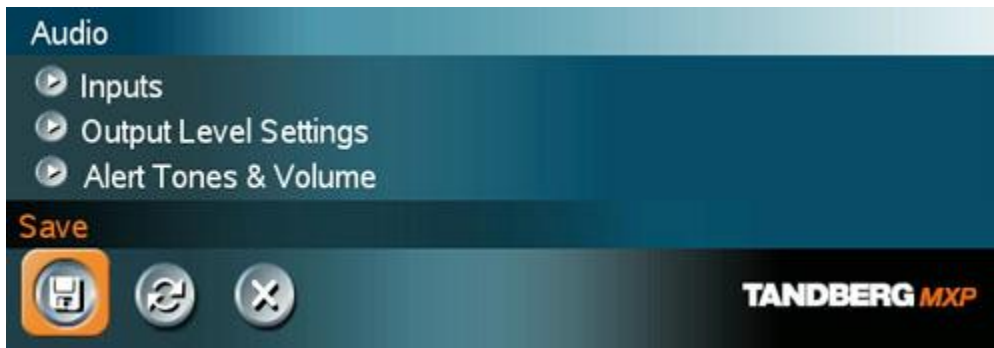 Audio
Inputs
Output Level Settings
Alert Tones & Volume
Save
TANDBERG MXP